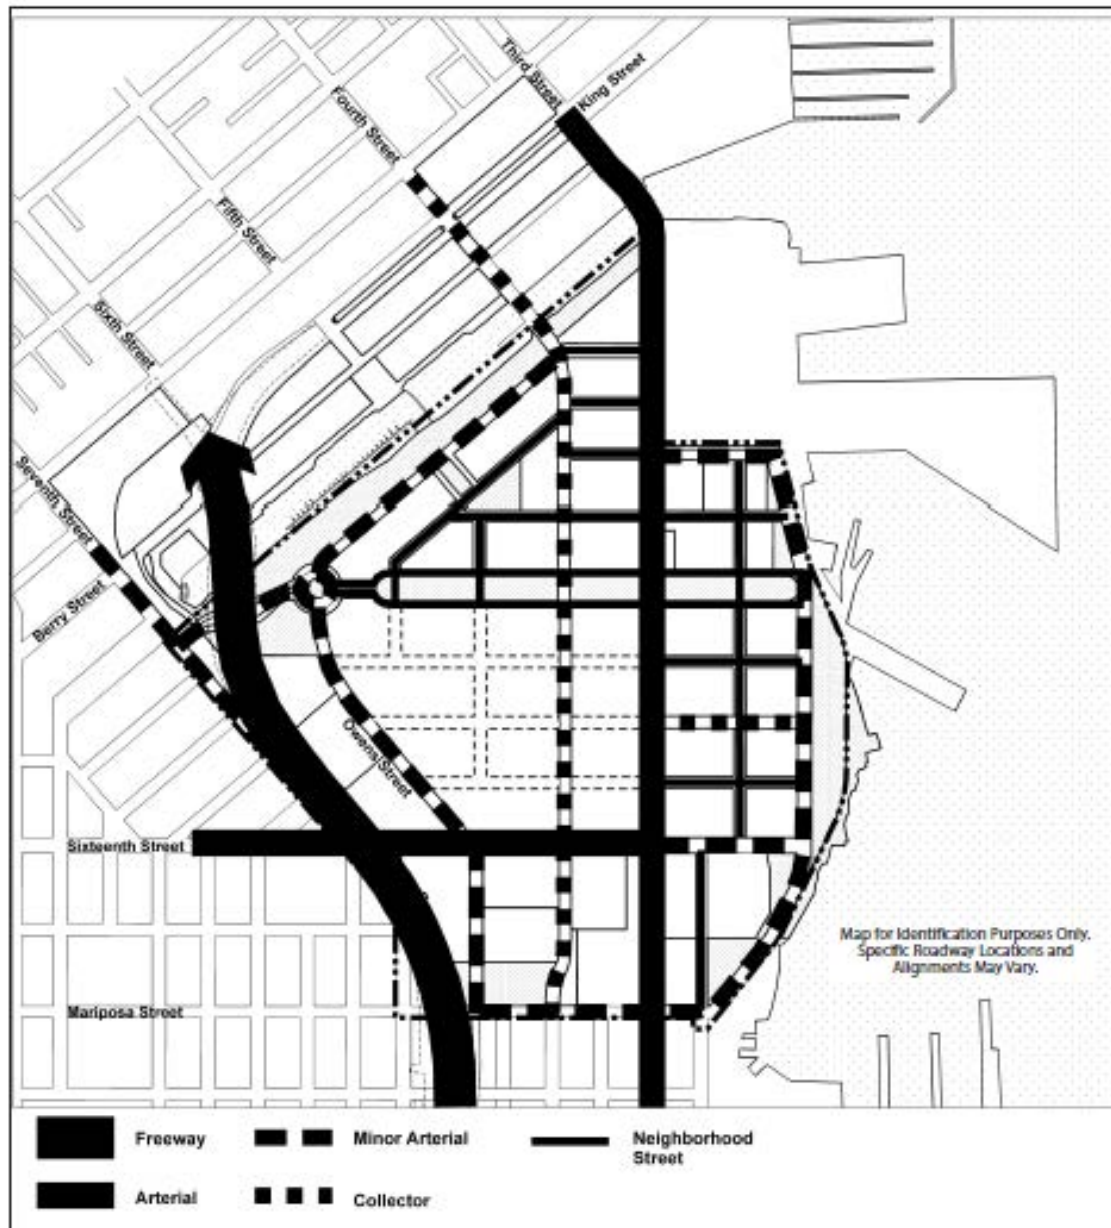 Third Street
King Street
Fourth Street
Fifth Street
Sixth Street
Seventh Street
Berry Street
Owens Street
Sixteenth Street
Map for Identification Purposes Only.
Specific Roadway Locations and
Alignments May Vary.
Mariposa Street
Freeway
Minor Arterial
Neighborhood
Street
Arterial
Collector